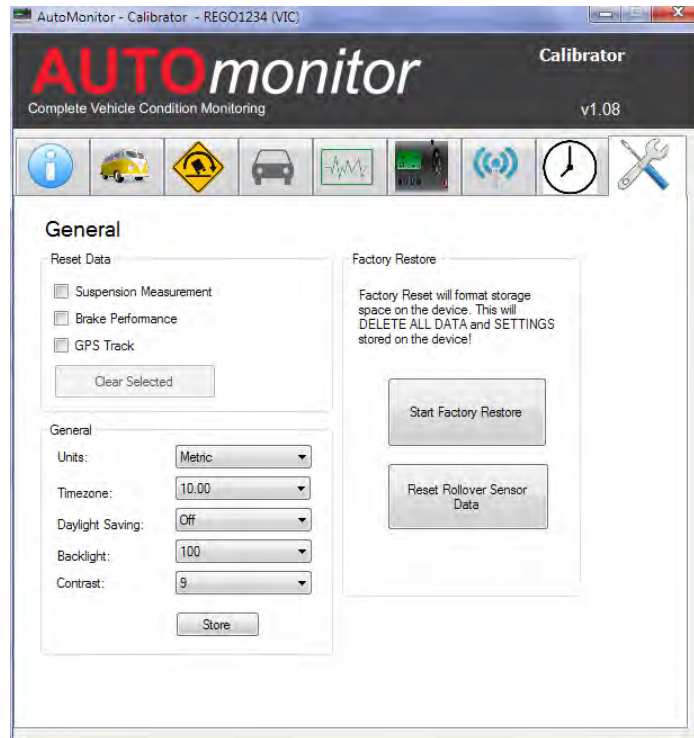 AutoMonitor - Calibrator - REGO1234 (VIC)
AUTOmonitor
Complete Vehicle Condition Monitoring
Calibrator
v1.08
General
Reset Data
Suspension Measurement
Brake Performance
GPS Track
Clear Selected
General
Units: Metric
Timezone: 10.00
Daylight Saving: Off
Backlight: 100
Contrast: 9
Store
Factory Restore
Factory Reset will format storage
space on the device. This will
DELETE ALL DATA and SETTINGS
stored on the device!
Start Factory Restore
Reset Rollover Sensor
Data